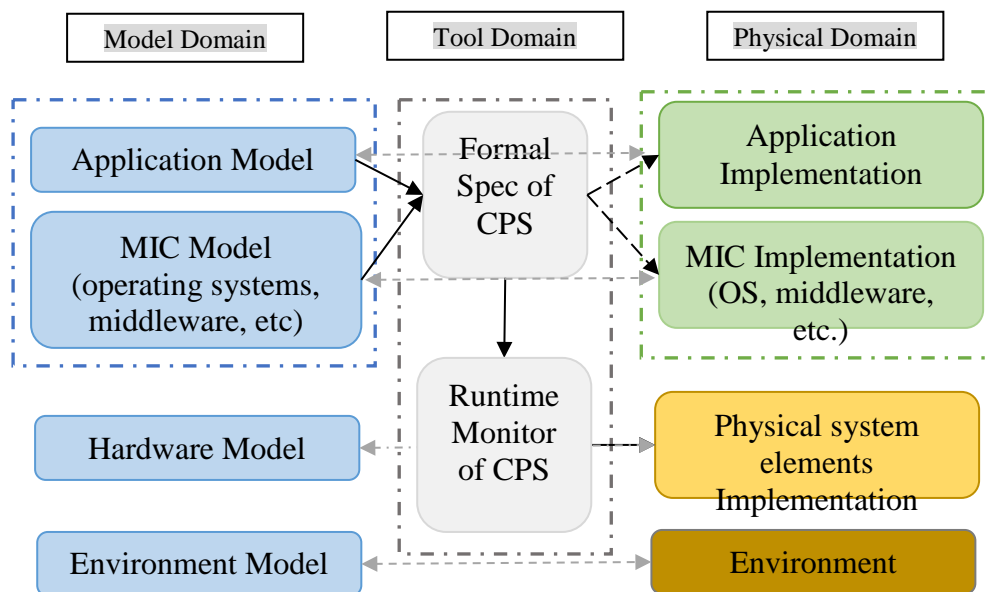 Model Domain
Tool Domain
Physical Domain
Application Model
MIC Model
(operating systems,
middleware, etc)
Hardware Model
Environment Model
Formal
Spec of
CPS
Runtime
Monitor
of CPS
Application
Implementation
MIC Implementation
(OS, middleware,
etc.)
Physical system
elements
Implementation
Environment